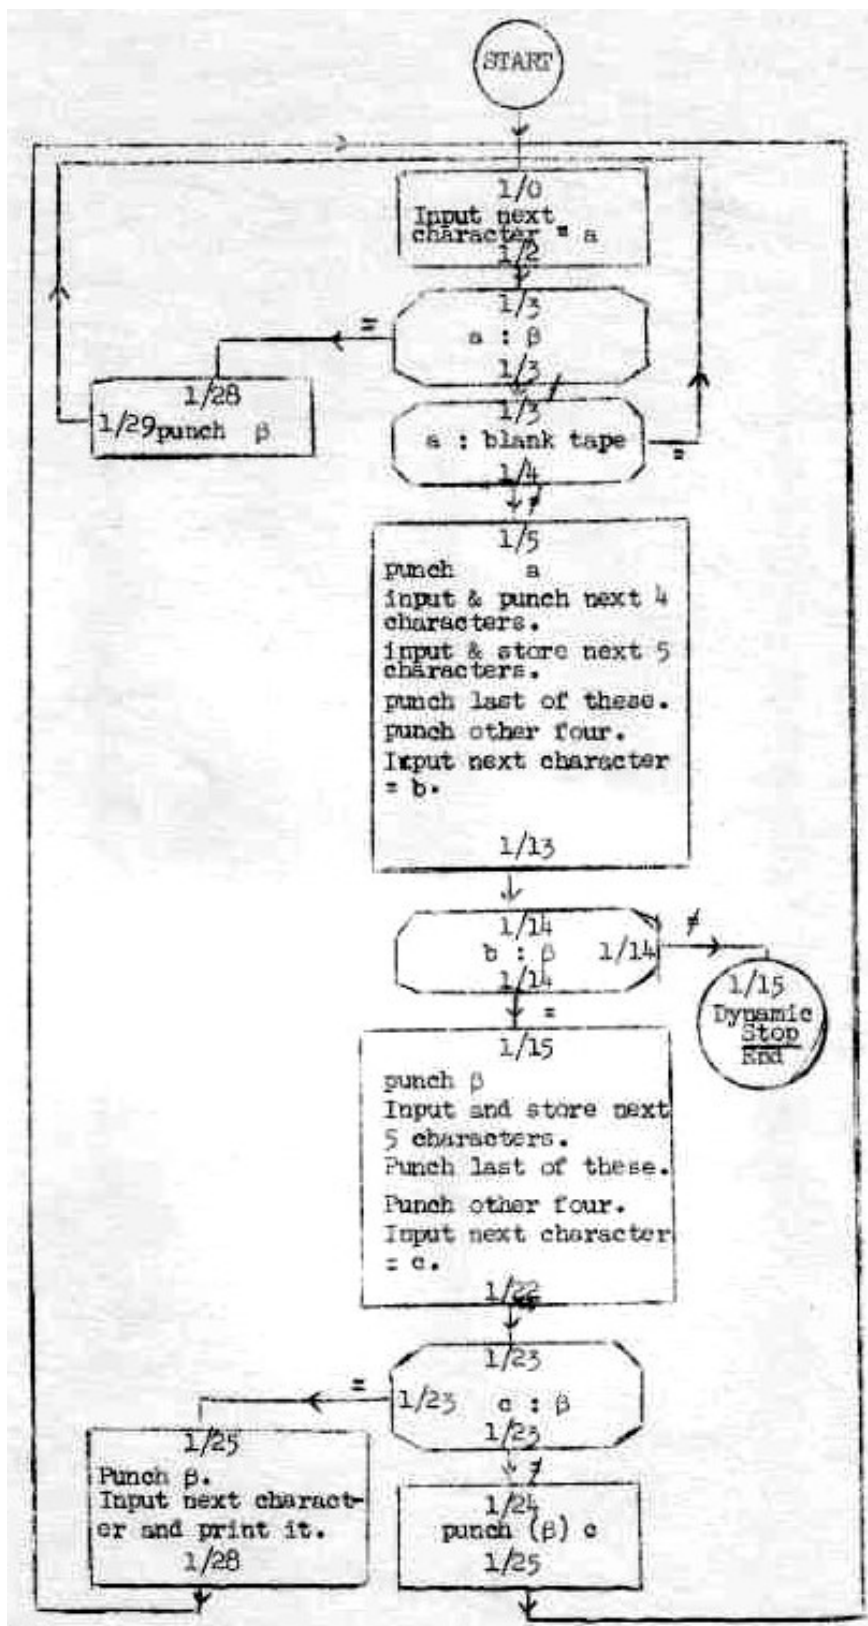 START
1/0
Input next
character = a
1/2
1/3
a : β
1/3
=
≠
1/28
1/29 punch β
1/3
a : blank tape
1/4
=
≠
1/5
punch a
input & punch next 4
characters.
input & store next 5
characters.
punch last of these.
punch other four.
Input next character
= b.
1/13
1/14
b : β 1/14
1/14
≠
=
1/15
Dynamic
Stop
End
1/15
punch β
Input and store next
5 characters.
Punch last of these.
Punch other four.
Input next character
= c.
1/22
1/23
1/23 c : β
1/23
=
≠
1/25
Punch β.
Input next charact-
er and print it.
1/28
1/24
punch (β) c
1/25